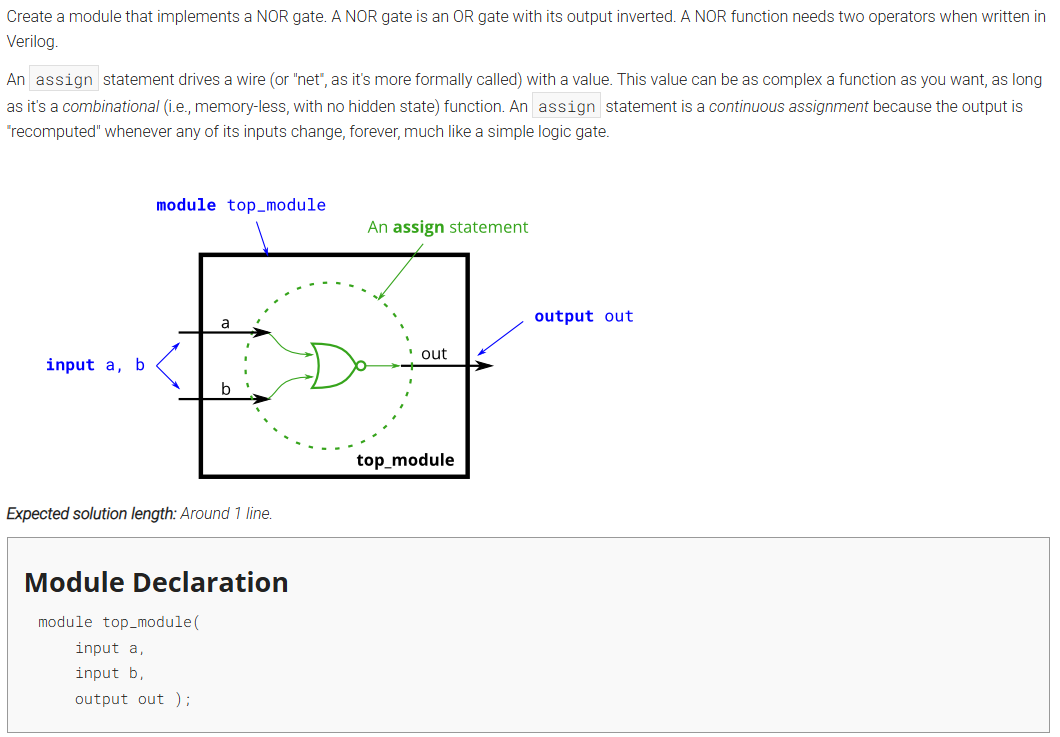 Create a module that implements a NOR gate. A NOR gate is an OR gate with its output inverted. A NOR function needs two operators when written in
Verilog.
An assign statement drives a wire (or "net", as it's more formally called) with a value. This value can be as complex a function as you want, as long
as it's a combinational (i.e., memory-less, with no hidden state) function. An assign statement is a continuous assignment because the output is
"recomputed" whenever any of its inputs change, forever, much like a simple logic gate.
module top_module
An assign statement
a
output out
out
input a, b
b
top_module
Expected solution length: Around 1 line.
Module Declaration
module top_module(
input a,
input b,
output out );